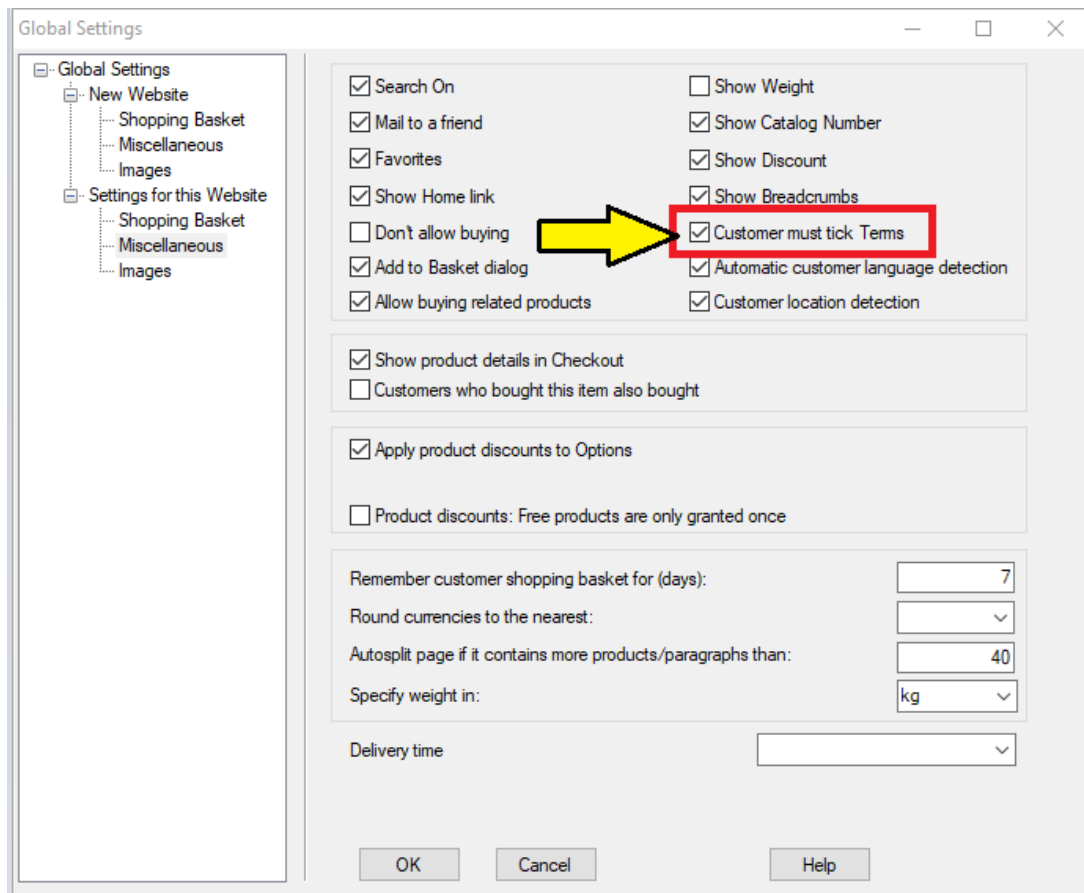 Global Settings
Global Settings
New Website
Shopping Basket
Miscellaneous
Images
Settings for this Website
Shopping Basket
Miscellaneous
Images
Search On
Show Weight
Mail to a friend
Show Catalog Number
Favorites
Show Discount
Show Home link
Show Breadcrumbs
Don't allow buying
Customer must tick Terms
Add to Basket dialog
Automatic customer language detection
Allow buying related products
Customer location detection
Show product details in Checkout
Customers who bought this item also bought
Apply product discounts to Options
Product discounts: Free products are only granted once
Remember customer shopping basket for (days): 7
Round currencies to the nearest:
Autosplit page if it contains more products/paragraphs than: 40
Specify weight in: kg
Delivery time
OK Cancel Help